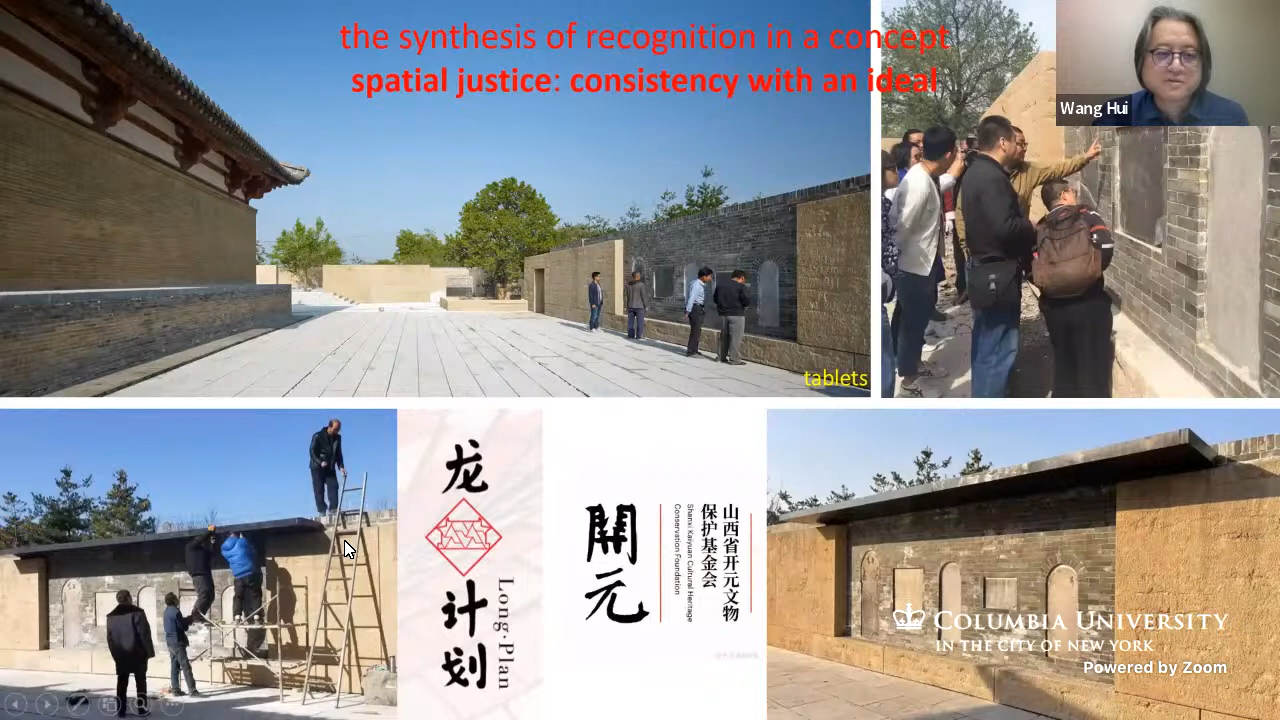 the synthesis of recognition in a concept
spatial justice: consistency with an ideal
Wang Hui
tablets
龙
计
划
Long·Plan
開
元
山西省开元文物
保护基金会
Shanxi Kaiyuan Cultural Heritage
Conservation Foundation
COLUMBIA UNIVERSITY
IN THE CITY OF NEW YORK
Powered by Zoom